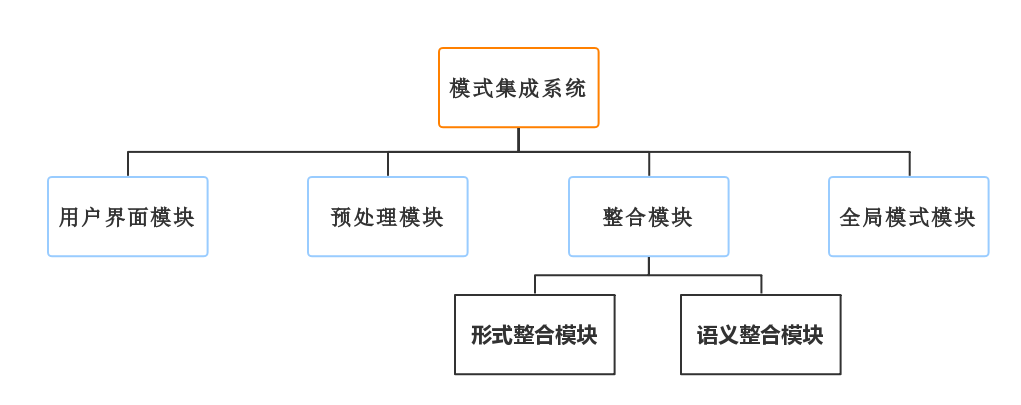 模式集成系统
用户界面模块
预处理模块
整合模块
全局模式模块
形式整合模块
语义整合模块